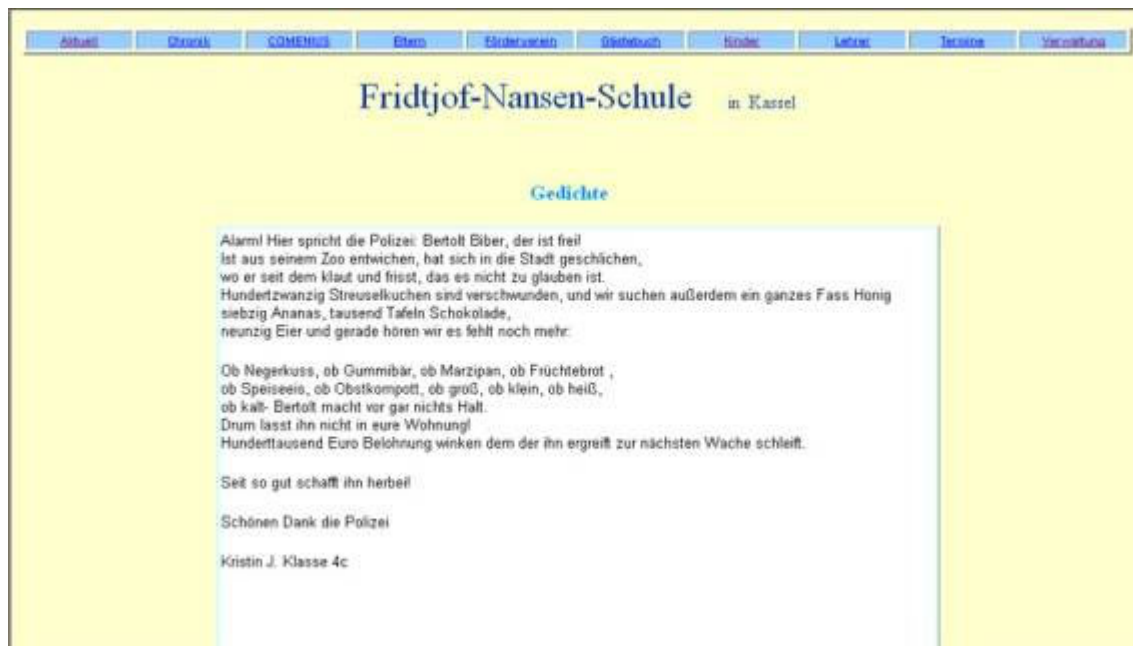 Aktuell Chronik COMENIUS Eltern Förderverein Gästebuch Kinder Lehrer Termine Verwaltung
Fridtjof-Nansen-Schule in Kassel
Gedichte
Alarm! Hier spricht die Polizei: Bertolt Biber, der ist frei!
Ist aus seinem Zoo entwichen, hat sich in die Stadt geschlichen,
wo er seit dem klaut und frisst, das es nicht zu glauben ist.
Hundertzwanzig Streuselkuchen sind verschwunden, und wir suchen außerdem ein ganzes Fass Honig
siebzig Ananas, tausend Tafeln Schokolade,
neunzig Eier und gerade hören wir es fehlt noch mehr:
Ob Negerkuss, ob Gummibär, ob Marzipan, ob Früchtebrot ,
ob Speiseeis, ob Obstkompott, ob groß, ob klein, ob heiß,
ob kalt- Bertolt macht vor gar nichts Halt.
Drum lasst ihn nicht in eure Wohnung!
Hunderttausend Euro Belohnung winken dem der ihn ergreift zur nächsten Wache schleift.
Seit so gut schafft ihn herbei!
Schönen Dank die Polizei
Kristin J. Klasse 4c